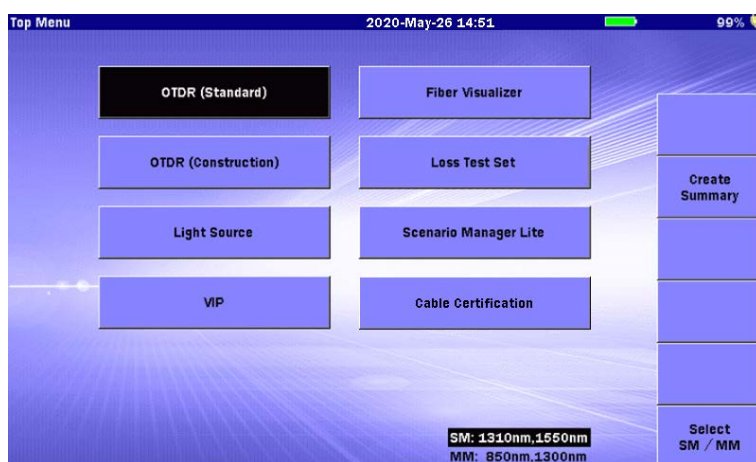 Top Menu 2020-May-26 14:51 99%
OTDR (Standard) Fiber Visualizer
OTDR (Construction) Loss Test Set
Create
Summary
Light Source Scenario Manager Lite
VIP Cable Certification
SM: 1310nm,1550nm
MM: 850nm,1300nm
Select
SM / MM